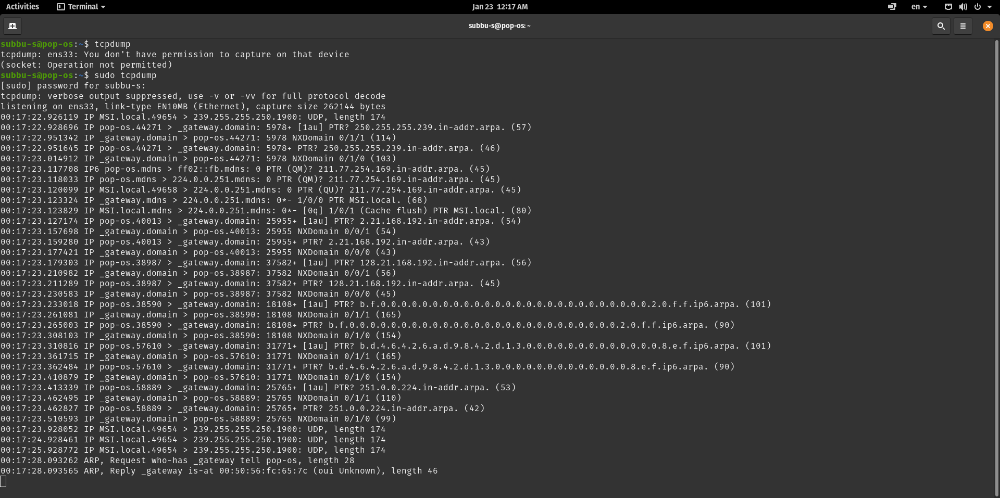 Activities Terminal Jan 23 12:17 AM en
subbu-s@pop-os: ~
subbu-s@pop-os:~$ tcpdump
tcpdump: ens33: You don't have permission to capture on that device
(socket: Operation not permitted)
subbu-s@pop-os:~$ sudo tcpdump
[sudo] password for subbu-s:
tcpdump: verbose output suppressed, use -v or -vv for full protocol decode
listening on ens33, link-type EN10MB (Ethernet), capture size 262144 bytes
00:17:22.926119 IP MSI.local.49654 > 239.255.255.250.1900: UDP, length 174
00:17:22.928696 IP pop-os.44271 > _gateway.domain: 5978+ [1au] PTR? 250.255.255.239.in-addr.arpa. (57)
00:17:22.951342 IP _gateway.domain > pop-os.44271: 5978 NXDomain 0/1/1 (114)
00:17:22.951645 IP pop-os.44271 > _gateway.domain: 5978+ PTR? 250.255.255.239.in-addr.arpa. (46)
00:17:23.014912 IP _gateway.domain > pop-os.44271: 5978 NXDomain 0/1/0 (103)
00:17:23.117708 IP6 pop-os.mdns > ff02::fb.mdns: 0 PTR (QM)? 211.77.254.169.in-addr.arpa. (45)
00:17:23.118033 IP pop-os.mdns > 224.0.0.251.mdns: 0 PTR (QM)? 211.77.254.169.in-addr.arpa. (45)
00:17:23.120099 IP MSI.local.49658 > 224.0.0.251.mdns: 0 PTR (QU)? 211.77.254.169.in-addr.arpa. (45)
00:17:23.123324 IP _gateway.mdns > 224.0.0.251.mdns: 0*- 1/0/0 PTR MSI.local. (68)
00:17:23.123829 IP MSI.local.mdns > 224.0.0.251.mdns: 0*- [0q] 1/0/1 (Cache flush) PTR MSI.local. (80)
00:17:23.127174 IP pop-os.40013 > _gateway.domain: 25955+ [1au] PTR? 2.21.168.192.in-addr.arpa. (54)
00:17:23.157698 IP _gateway.domain > pop-os.40013: 25955 NXDomain 0/0/1 (54)
00:17:23.159280 IP pop-os.40013 > _gateway.domain: 25955+ PTR? 2.21.168.192.in-addr.arpa. (43)
00:17:23.177421 IP _gateway.domain > pop-os.40013: 25955 NXDomain 0/0/0 (43)
00:17:23.179303 IP pop-os.38987 > _gateway.domain: 37582+ [1au] PTR? 128.21.168.192.in-addr.arpa. (56)
00:17:23.210982 IP _gateway.domain > pop-os.38987: 37582 NXDomain 0/0/1 (56)
00:17:23.211289 IP pop-os.38987 > _gateway.domain: 37582+ PTR? 128.21.168.192.in-addr.arpa. (45)
00:17:23.230583 IP _gateway.domain > pop-os.38987: 37582 NXDomain 0/0/0 (45)
00:17:23.233018 IP pop-os.38590 > _gateway.domain: 18108+ [1au] PTR? b.f.0.0.0.0.0.0.0.0.0.0.0.0.0.0.0.0.0.0.0.0.0.0.0.0.0.0.2.0.f.f.ip6.arpa. (101)
00:17:23.261081 IP _gateway.domain > pop-os.38590: 18108 NXDomain 0/1/1 (165)
00:17:23.265003 IP pop-os.38590 > _gateway.domain: 18108+ PTR? b.f.0.0.0.0.0.0.0.0.0.0.0.0.0.0.0.0.0.0.0.0.0.0.0.0.0.0.2.0.f.f.ip6.arpa. (90)
00:17:23.308103 IP _gateway.domain > pop-os.38590: 18108 NXDomain 0/1/0 (154)
00:17:23.310816 IP pop-os.57610 > _gateway.domain: 31771+ [1au] PTR? b.d.4.6.4.2.6.a.d.9.8.4.2.d.1.3.0.0.0.0.0.0.0.0.0.0.0.0.0.8.e.f.ip6.arpa. (101)
00:17:23.361715 IP _gateway.domain > pop-os.57610: 31771 NXDomain 0/1/1 (165)
00:17:23.362484 IP pop-os.57610 > _gateway.domain: 31771+ PTR? b.d.4.6.4.2.6.a.d.9.8.4.2.d.1.3.0.0.0.0.0.0.0.0.0.0.0.0.0.8.e.f.ip6.arpa. (90)
00:17:23.410879 IP _gateway.domain > pop-os.57610: 31771 NXDomain 0/1/0 (154)
00:17:23.413339 IP pop-os.58889 > _gateway.domain: 25765+ [1au] PTR? 251.0.0.224.in-addr.arpa. (53)
00:17:23.462495 IP _gateway.domain > pop-os.58889: 25765 NXDomain 0/1/1 (110)
00:17:23.462827 IP pop-os.58889 > _gateway.domain: 25765+ PTR? 251.0.0.224.in-addr.arpa. (42)
00:17:23.510593 IP _gateway.domain > pop-os.58889: 25765 NXDomain 0/1/0 (99)
00:17:23.928052 IP MSI.local.49654 > 239.255.255.250.1900: UDP, length 174
00:17:24.928461 IP MSI.local.49654 > 239.255.255.250.1900: UDP, length 174
00:17:25.928772 IP MSI.local.49654 > 239.255.255.250.1900: UDP, length 174
00:17:28.093262 ARP, Request who-has _gateway tell pop-os, length 28
00:17:28.093565 ARP, Reply _gateway is-at 00:50:56:fc:65:7c (oui Unknown), length 46